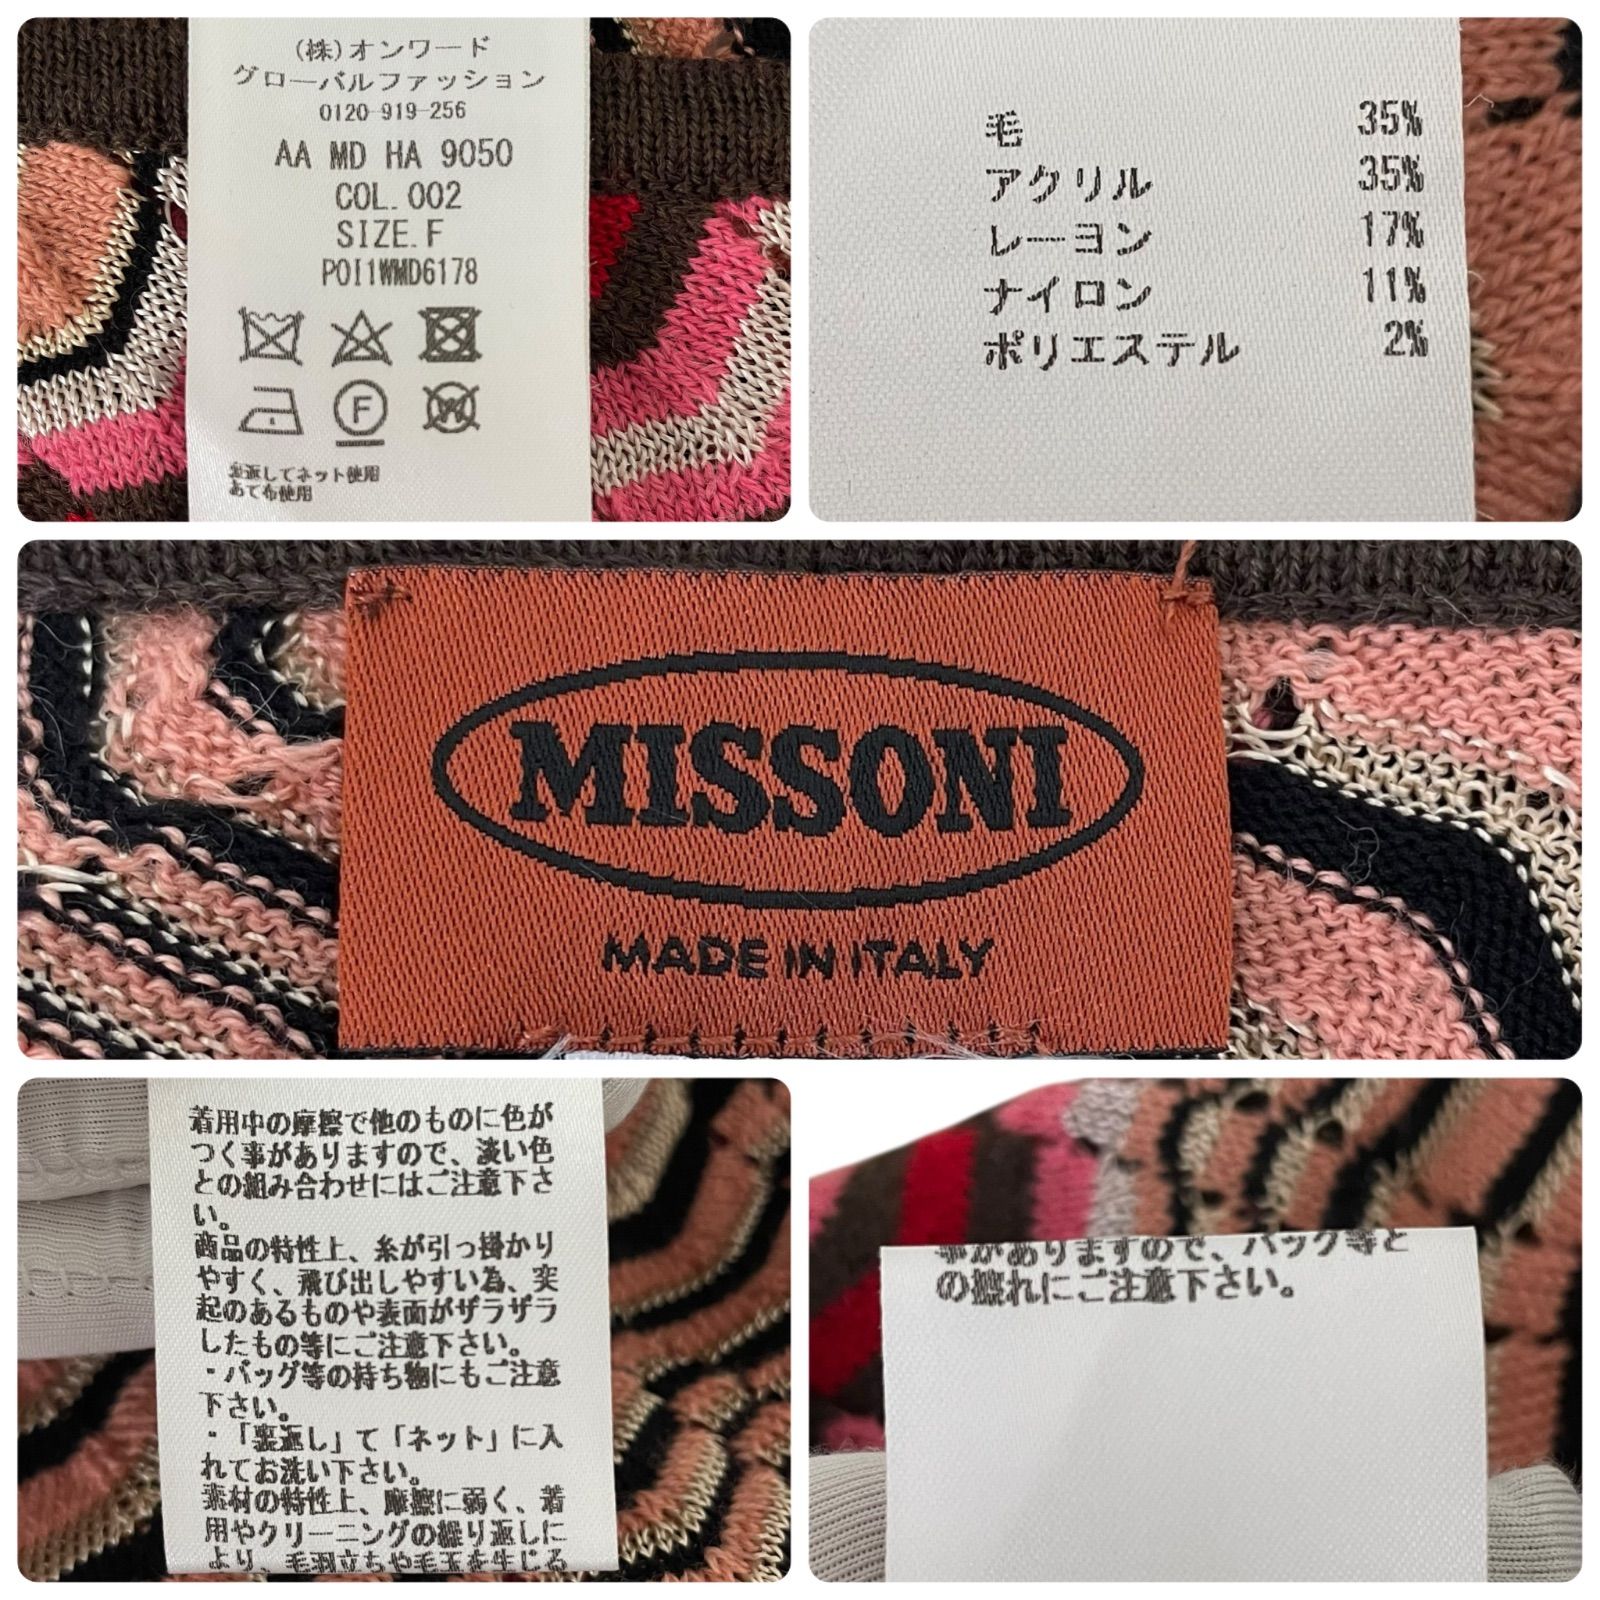 (株)オンワード
グローバルファッション
0120-919-256
AA MD HA 9050
COL.002
SIZE.F
POI1WMD6178
F
W
裏返してネット使用
あて布使用
毛 35%
アクリル 35%
レーヨン 17%
ナイロン 11%
ポリエステル 2%
MISSONI
MADE IN ITALY
着用中の摩擦で他のものに色が
つく事がありますので、淡い色
との組み合わせにはご注意下さ
い。
商品の特性上、糸が引っ掛かり
やすく、飛び出しやすい為、突
起のあるものや表面がザラザラ
したもの等にご注意下さい。
・バッグ等の持ち物にもご注意
下さい。
・「裏返し」て「ネット」に入
れてお洗い下さい。
素材の特性上、摩擦に弱く、着
用やクリーニングの繰り返しに
より、毛羽立ちや毛玉を生じる
事がありますので、バッグ等と
の擦れにご注意下さい。